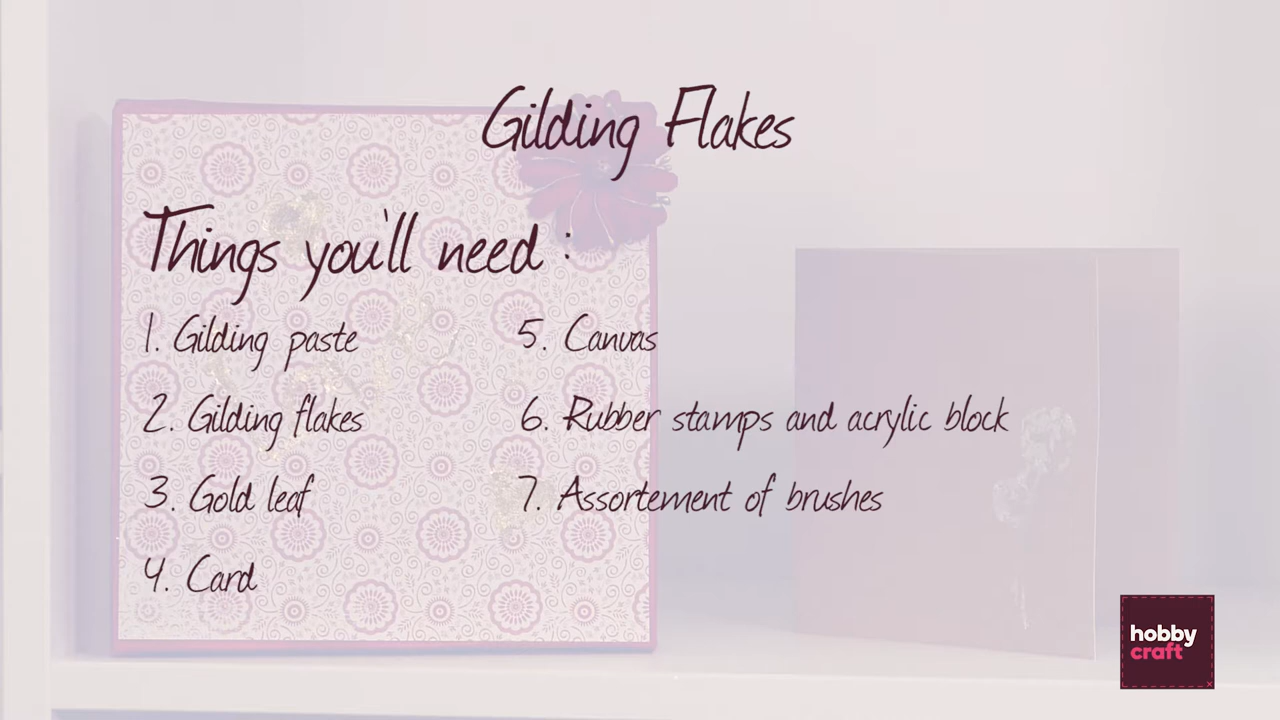 Gilding Flakes
Things you'll need :
1. Gilding paste
2. Gilding flakes
3. Gold leaf
4. Card
5. Canvas
6. Rubber stamps and acrylic block
7. Assortement of brushes
hobby
craft